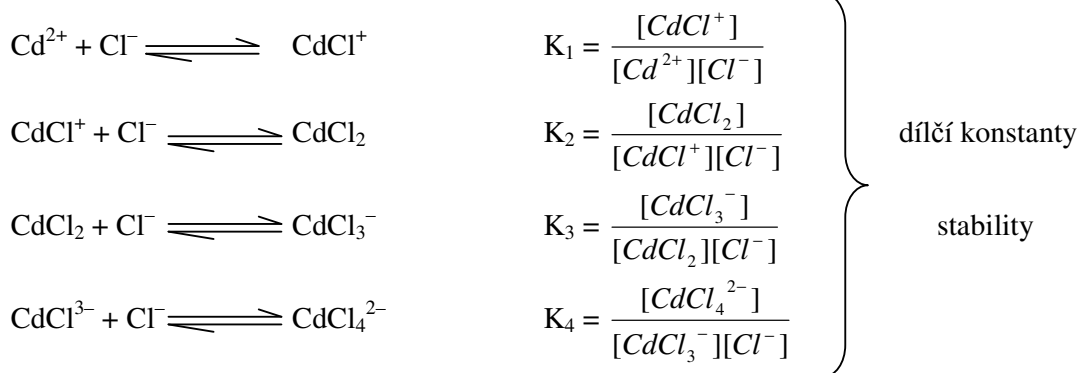 Cd²⁺ + Cl⁻ ⇌ CdCl⁺ K₁ = [CdCl⁺] / [Cd²⁺][Cl⁻]
CdCl⁺ + Cl⁻ ⇌ CdCl₂ K₂ = [CdCl₂] / [CdCl⁺][Cl⁻] dílčí konstanty
CdCl₂ + Cl⁻ ⇌ CdCl₃⁻ K₃ = [CdCl₃⁻] / [CdCl₂][Cl⁻] stability
CdCl³⁻ + Cl⁻ ⇌ CdCl₄²⁻ K₄ = [CdCl₄²⁻] / [CdCl₃⁻][Cl⁻]